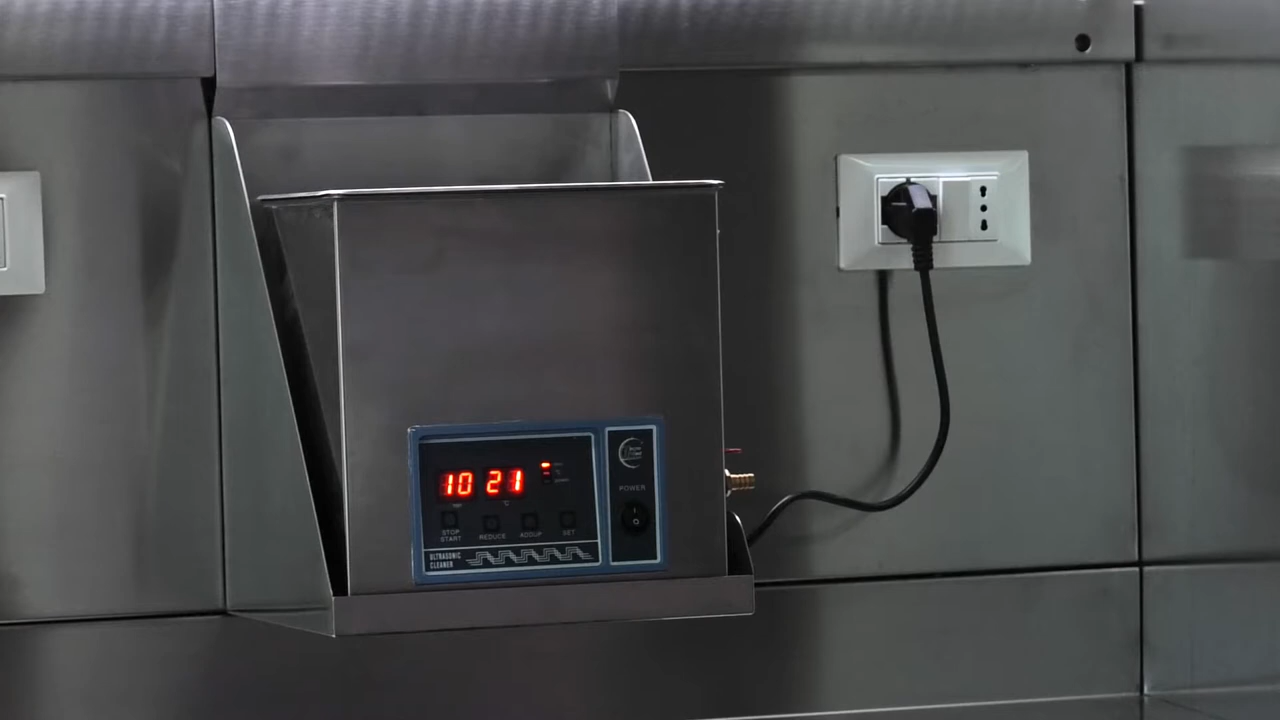 10 21
POWER
STOP
START
REDUCE
ADDUP
SET
ULTRASONIC
CLEANER